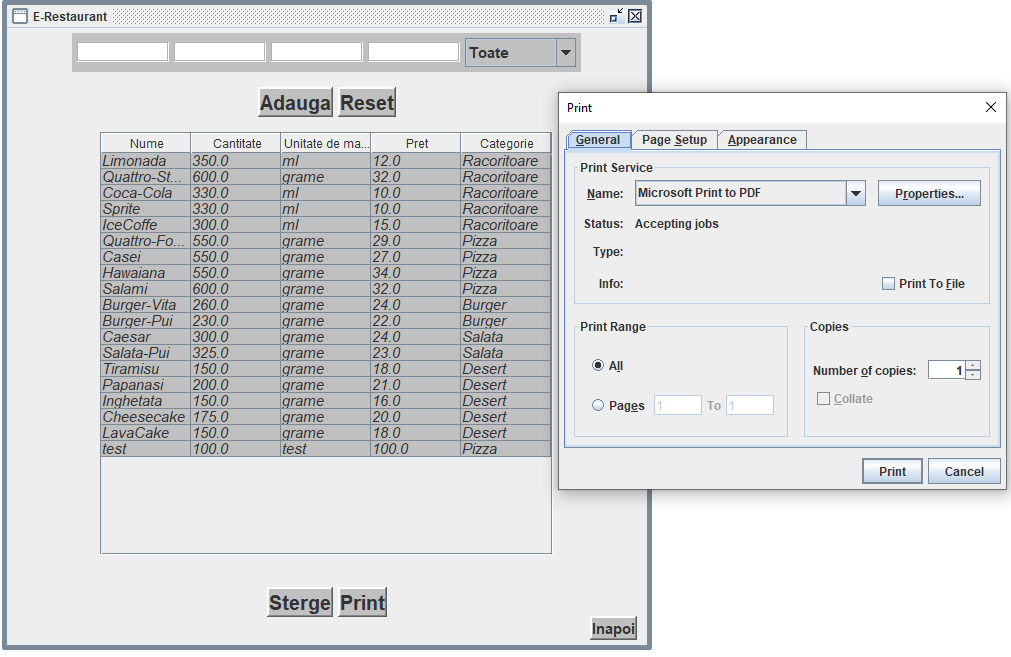 E-Restaurant
Toate
Adauga Reset
Nume Cantitate Unitate de ma... Pret Categorie
Limonada 350.0 ml 12.0 Racoritoare
Quattro-St... 600.0 grame 32.0 Racoritoare
Coca-Cola 330.0 ml 10.0 Racoritoare
Sprite 330.0 ml 10.0 Racoritoare
IceCoffe 300.0 ml 15.0 Racoritoare
Quattro-Fo... 550.0 grame 29.0 Pizza
Casei 550.0 grame 27.0 Pizza
Hawaiana 550.0 grame 34.0 Pizza
Salami 600.0 grame 32.0 Pizza
Burger-Vita 260.0 grame 24.0 Burger
Burger-Pui 230.0 grame 22.0 Burger
Caesar 300.0 grame 24.0 Salata
Salata-Pui 325.0 grame 23.0 Salata
Tiramisu 150.0 grame 18.0 Desert
Papanasi 200.0 grame 21.0 Desert
Inghetata 150.0 grame 16.0 Desert
Cheesecake 175.0 grame 20.0 Desert
LavaCake 150.0 grame 18.0 Desert
test 100.0 test 100.0 Pizza
Sterge Print
Inapoi
Print
General Page Setup Appearance
Print Service
Name: Microsoft Print to PDF Properties...
Status: Accepting jobs
Type:
Info: Print To File
Print Range
All
Pages 1 To 1
Copies
Number of copies: 1
Collate
Print Cancel